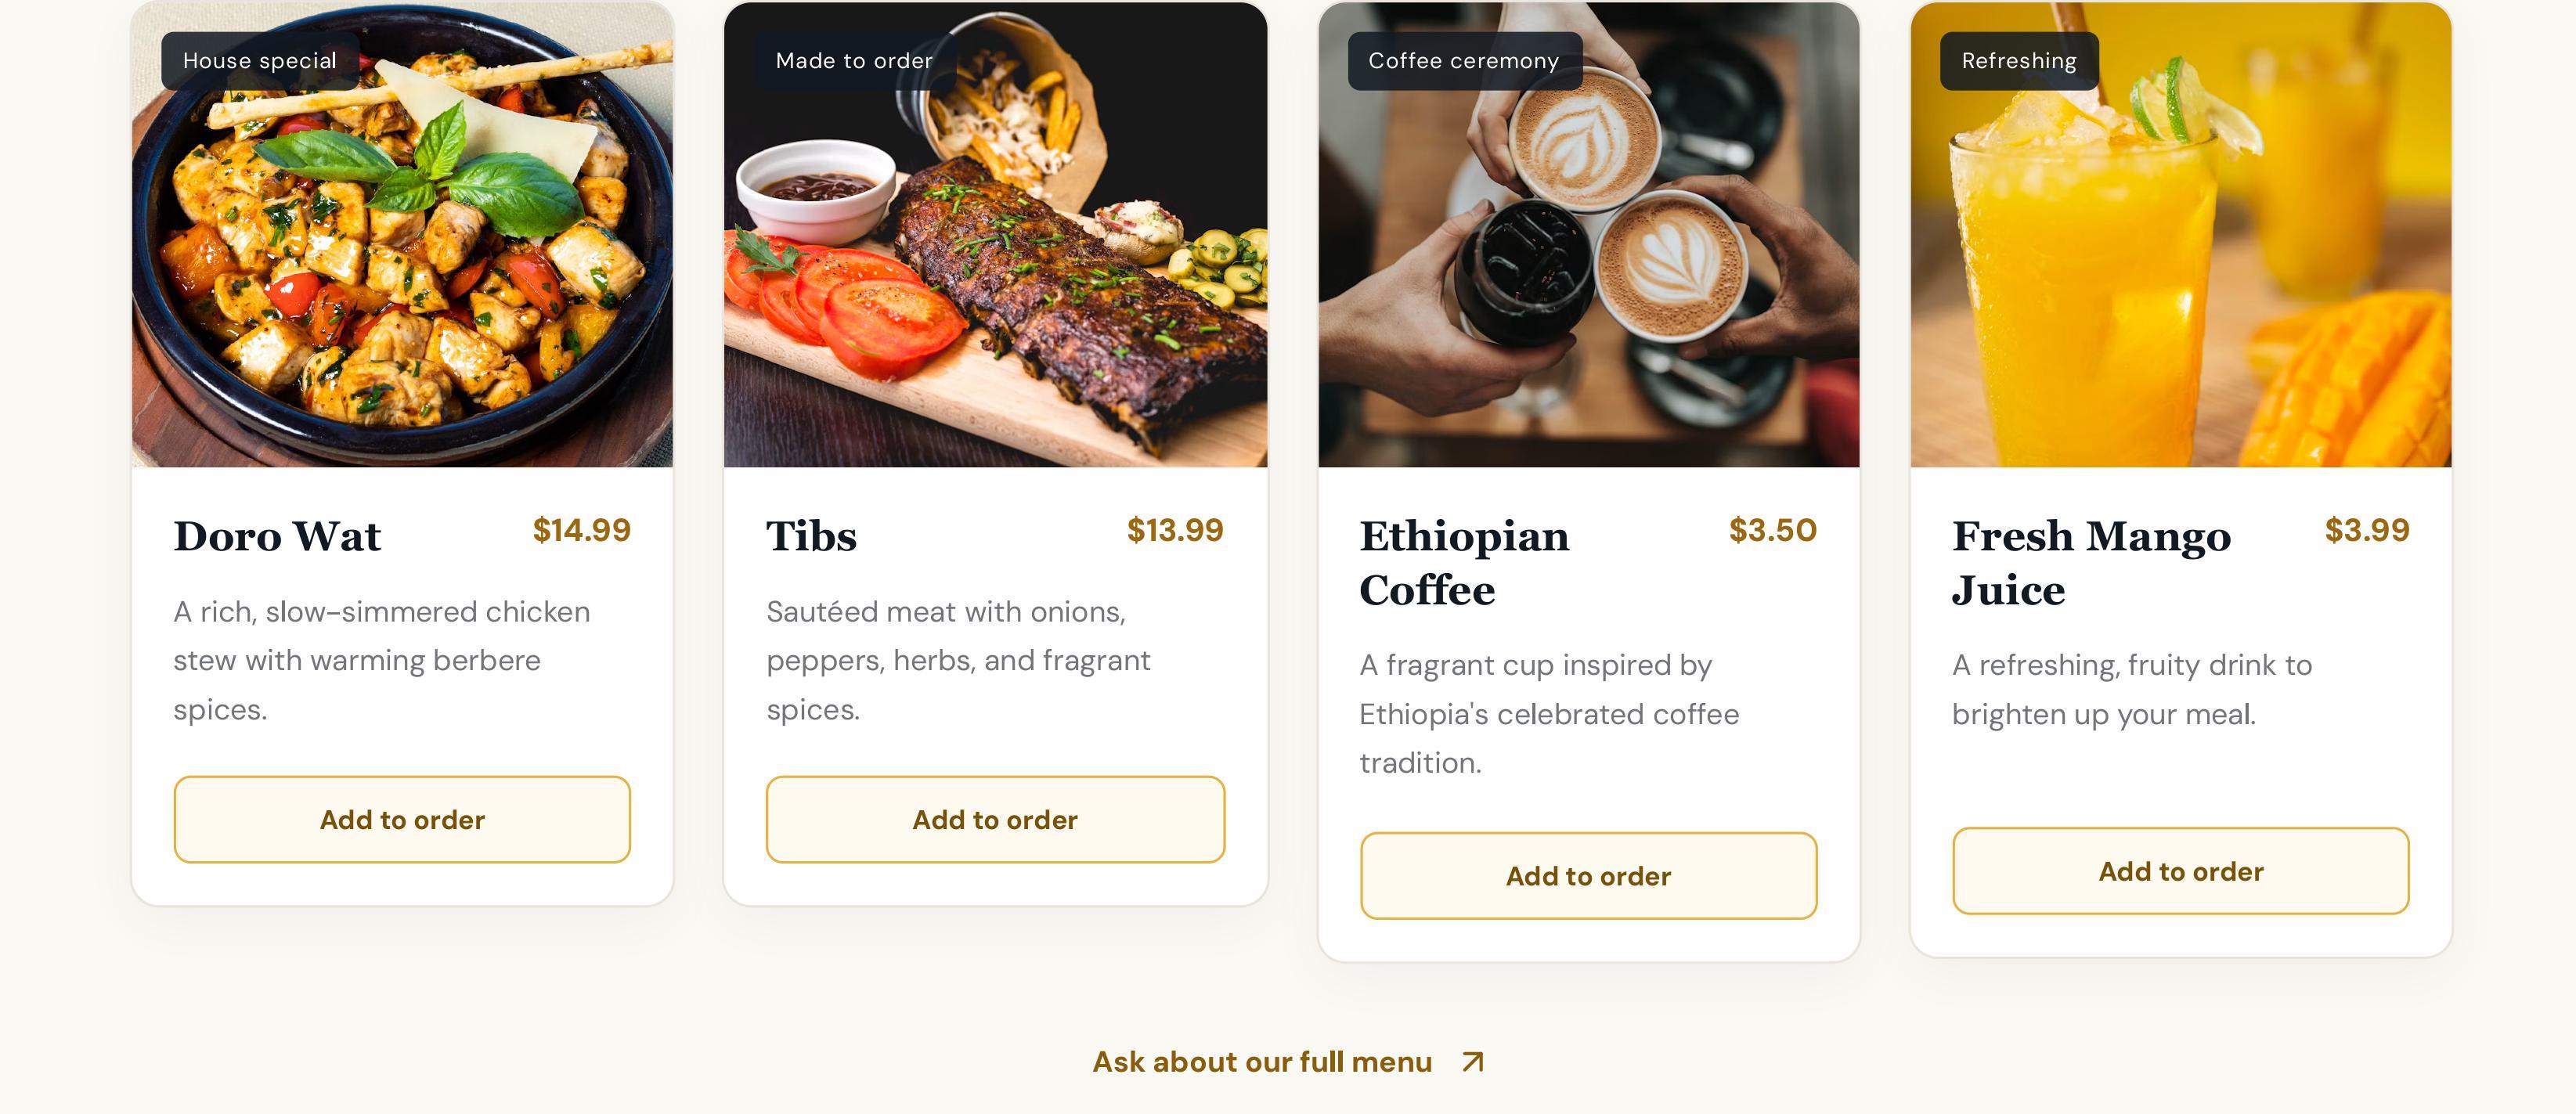 House special
Made to order
Coffee ceremony
Refreshing
Doro Wat
$14.99
A rich, slow-simmered chicken
stew with warming berbere
spices.
Add to order
Tibs
$13.99
Sautéed meat with onions,
peppers, herbs, and fragrant
spices.
Add to order
Ethiopian
Coffee
$3.50
A fragrant cup inspired by
Ethiopia's celebrated coffee
tradition.
Add to order
Fresh Mango
Juice
$3.99
A refreshing, fruity drink to
brighten up your meal.
Add to order
Ask about our full menu